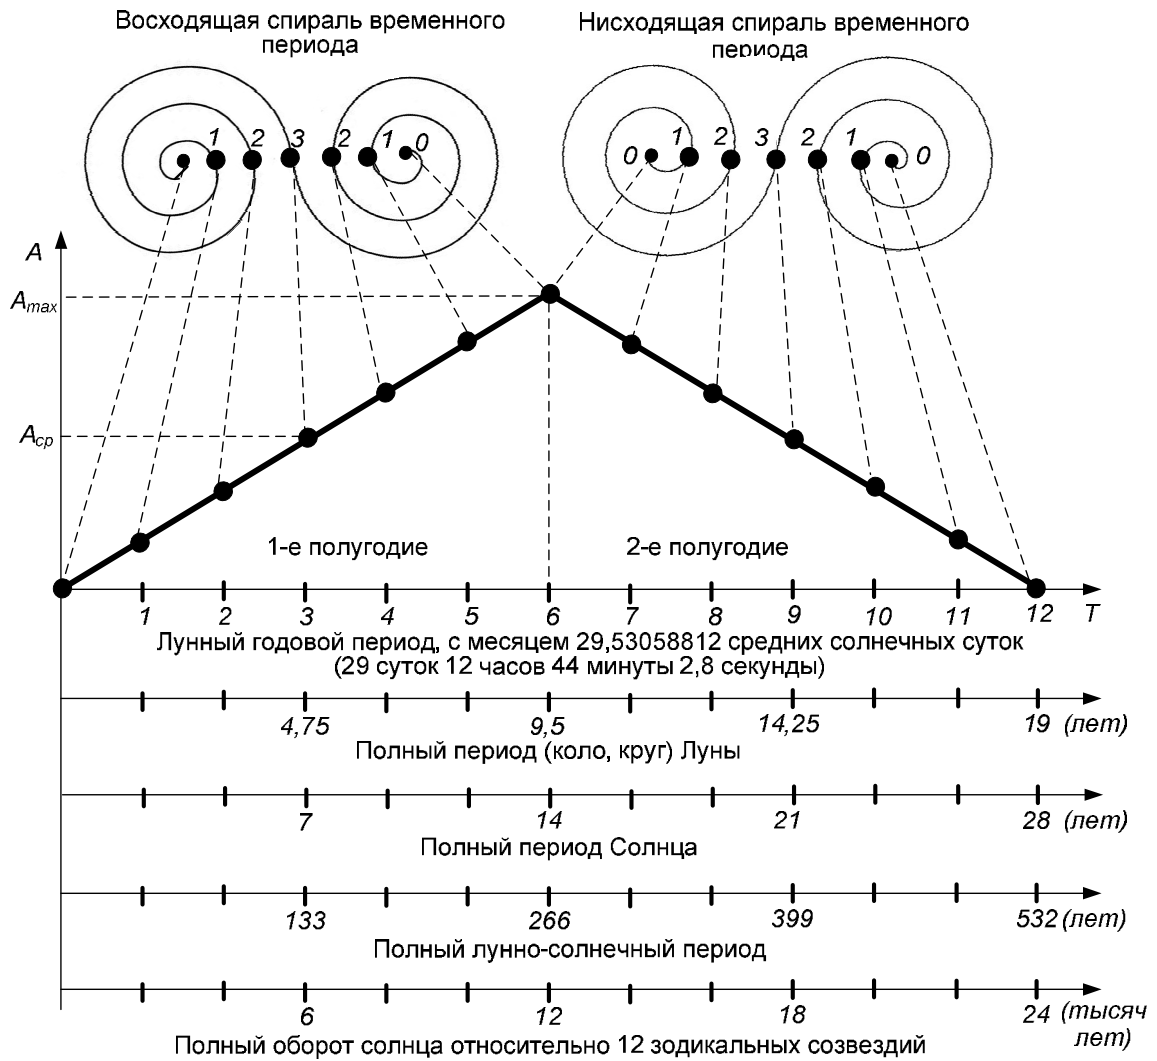 Восходящая спираль временного
периода
Нисходящая спираль временного
периода
1 2 3 2 1 0
0 1 2 3 2 1 0
A
Amax
Aср
1-е полугодие
2-е полугодие
1 2 3 4 5 6 7 8 9 10 11 12 T
Лунный годовой период, с месяцем 29,53058812 средних солнечных суток
(29 суток 12 часов 44 минуты 2,8 секунды)
4,75 9,5 14,25 19 (лет)
Полный период (коло, круг) Луны
7 14 21 28 (лет)
Полный период Солнца
133 266 399 532 (лет)
Полный лунно-солнечный период
6 12 18 24 (тысяч
лет)
Полный оборот солнца относительно 12 зодикальных созвездий